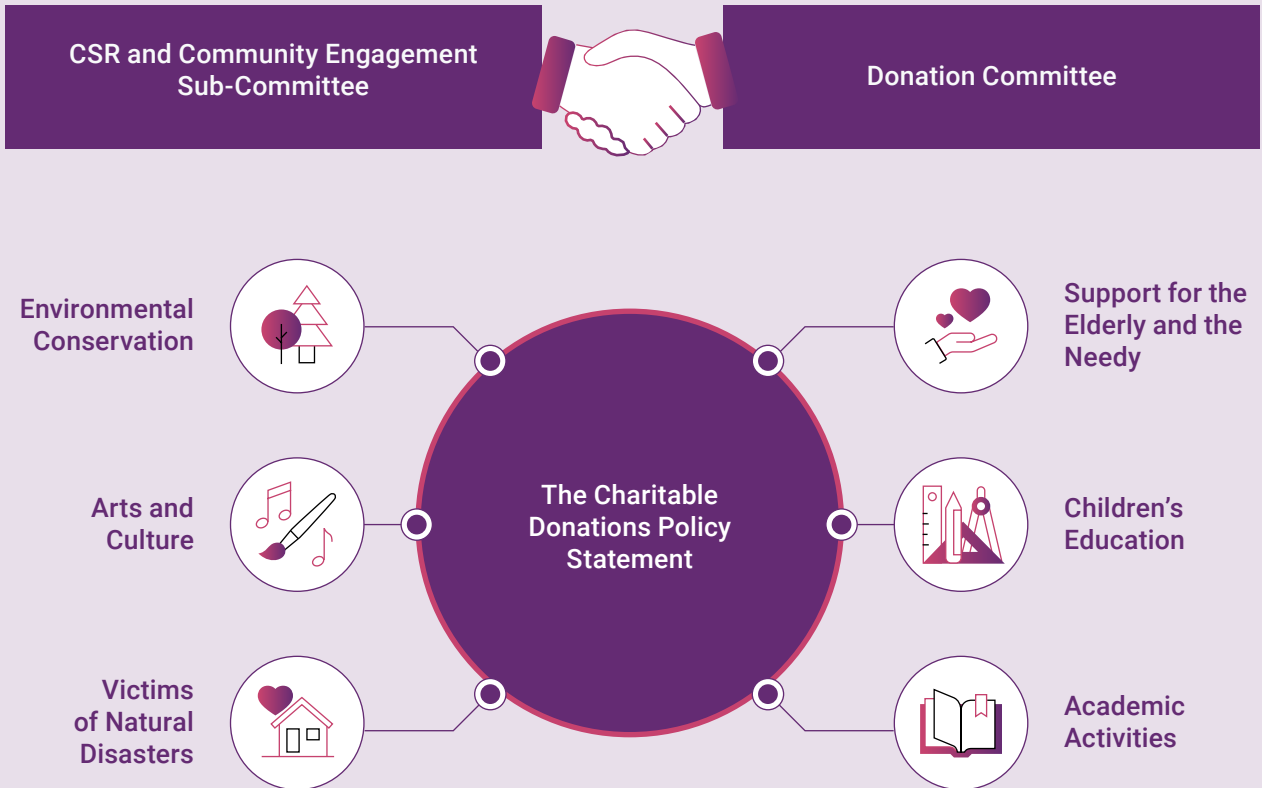 CSR and Community Engagement
Sub-Committee
Donation Committee
Environmental
Conservation
Arts and
Culture
Victims
of Natural
Disasters
The Charitable
Donations Policy
Statement
Support for the
Elderly and the
Needy
Children’s
Education
Academic
Activities